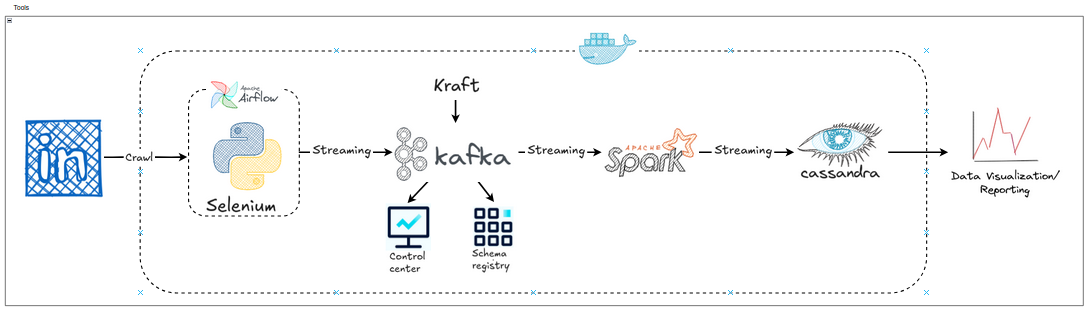 Tools
in
Crawl
Apache
Airflow
Selenium
Streaming
Kraft
kafka
Control
center
Schema
registry
Streaming
APACHE
Spark
Streaming
cassandra
Data Visualization/
Reporting